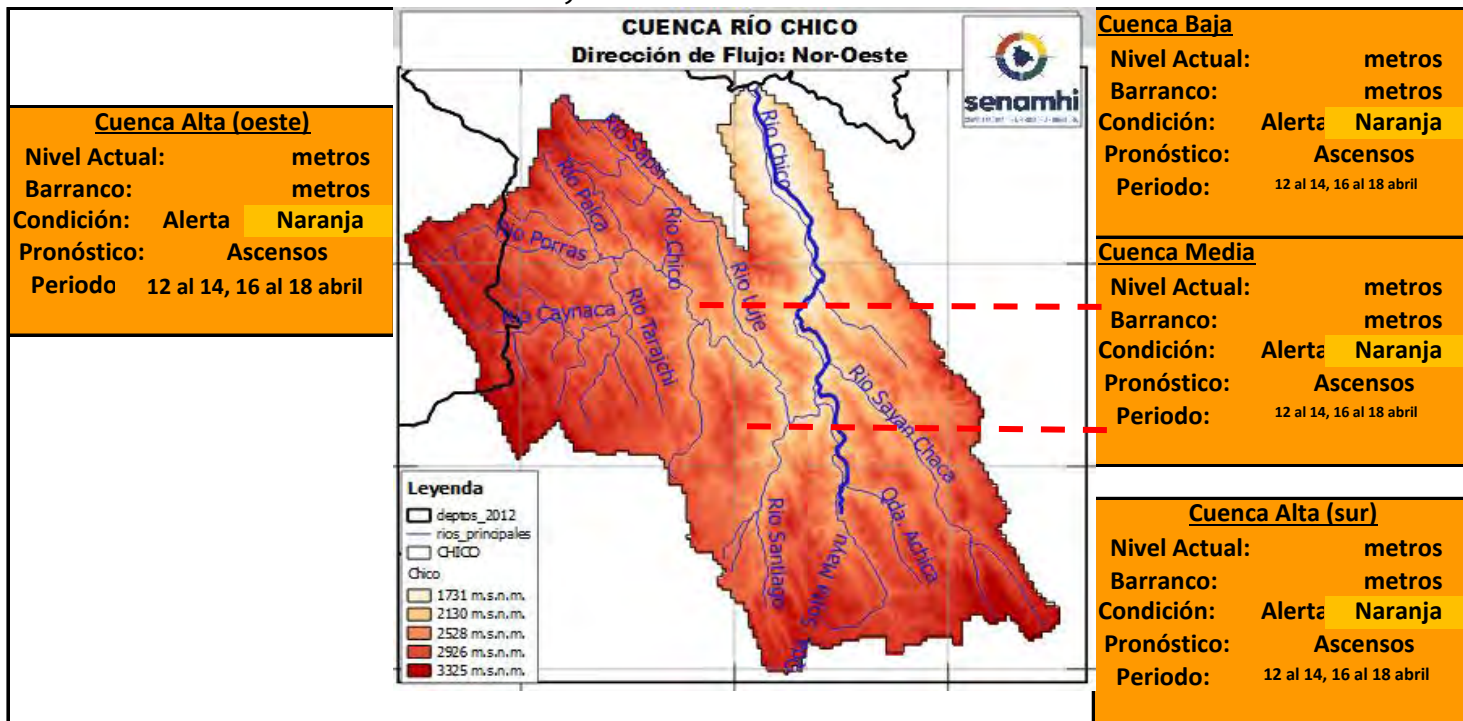 CUENCA RÍO CHICO
Dirección de Flujo: Nor-Oeste
senamhi
Cuenca Alta (oeste)
Nivel Actual: metros
Barranco: metros
Condición: Alerta Naranja
Pronóstico: Ascensos
Periodo 12 al 14, 16 al 18 abril
Rio Sapsi
Rio Palca
Rio Porras
Rio Chico
Rio Caynaca
Rio Tarajchi
Rio Luje
Rio Chico
Rio Sayan Chaca
Rio Santiago
Qda. Solta Mayu
Qda. Achica
Leyenda
deptos_2012
rios_principales
CHICO
Chico
1731 m.s.n.m.
2130 m.s.n.m.
2528 m.s.n.m.
2926 m.s.n.m.
3325 m.s.n.m.
Cuenca Baja
Nivel Actual: metros
Barranco: metros
Condición: Alerta Naranja
Pronóstico: Ascensos
Periodo: 12 al 14, 16 al 18 abril
Cuenca Media
Nivel Actual: metros
Barranco: metros
Condición: Alerta Naranja
Pronóstico: Ascensos
Periodo: 12 al 14, 16 al 18 abril
Cuenca Alta (sur)
Nivel Actual: metros
Barranco: metros
Condición: Alerta Naranja
Pronóstico: Ascensos
Periodo: 12 al 14, 16 al 18 abril